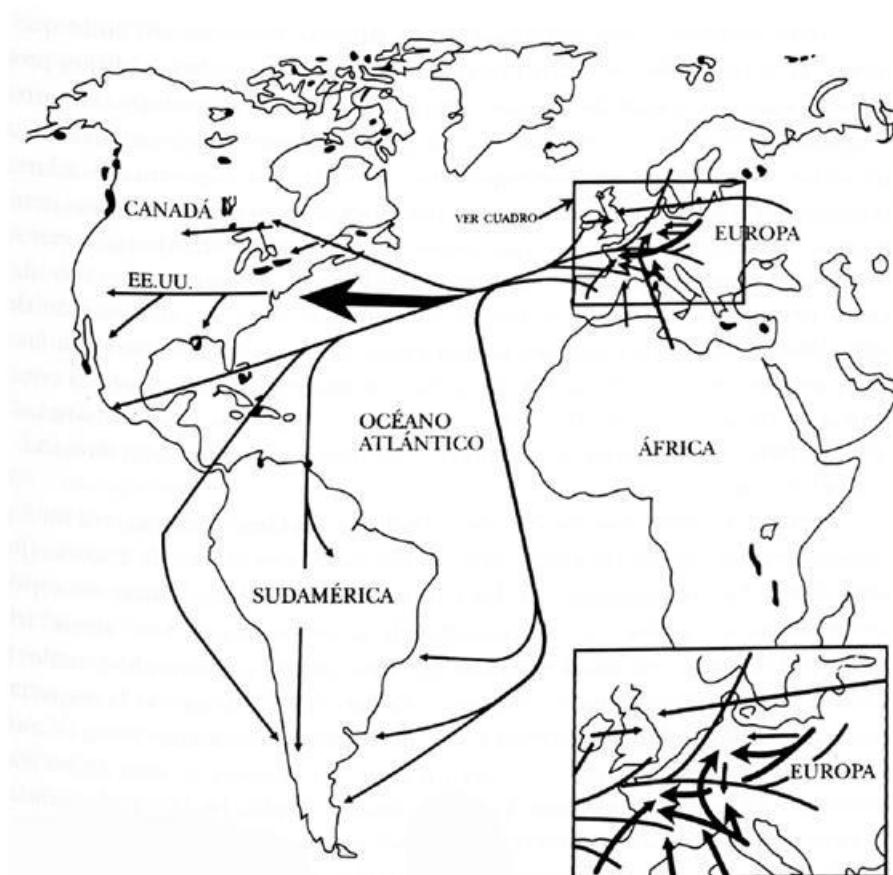 CANADÁ
VER CUADRO
EUROPA
EE.UU.
OCÉANO
ATLÁNTICO
ÁFRICA
SUDAMÉRICA
EUROPA